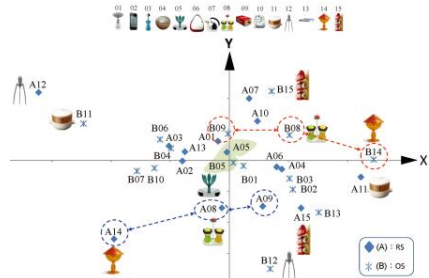 01 02 03 04 05 06 07 08 09 10 11 12 13 14 15
Y
A12
A07
B15
B11
A10
B09
B08
B06
A03
A01
A13
A05
B14
X
B04
A02
B05
B01
A06
A04
B07
B10
B03
B02
A11
A08
A09
A15
B13
A14
B12
(A) : RS
(B) : OS